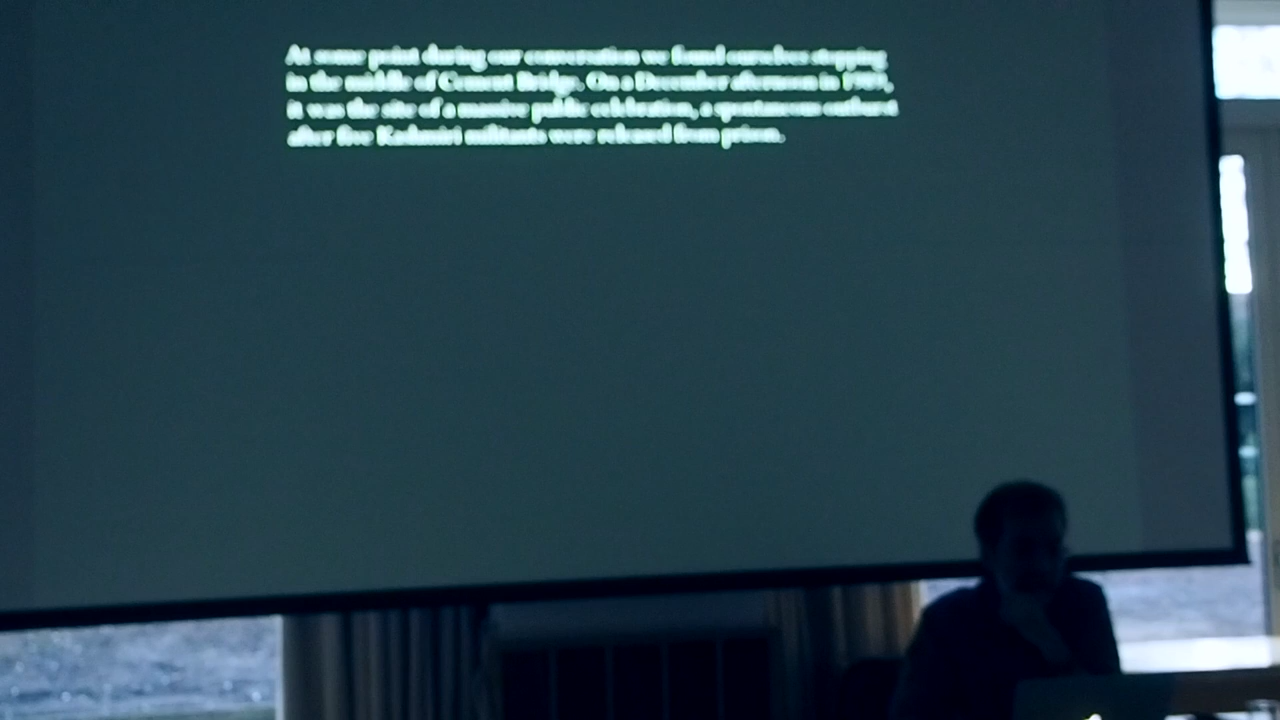 At some point during our conversation we found ourselves stopping
in the middle of Cement Bridge. On a December afternoon in 1989,
it was the site of a massive public celebration, a spontaneous outburst
after five Kashmiri militants were released from prison.